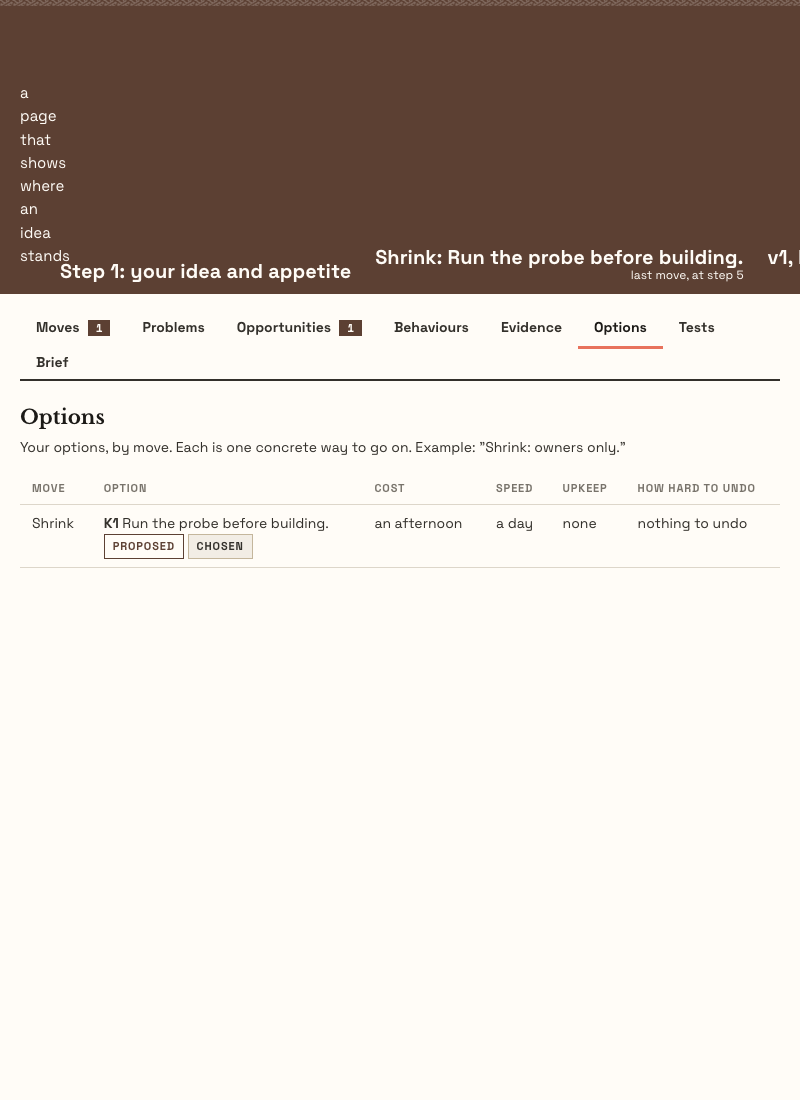 a
page
that
shows
where
an
idea
stands
Step 1: your idea and appetite
Shrink: Run the probe before building.
last move, at step 5
v1,
Moves 1 Problems Opportunities 1 Behaviours Evidence Options Tests
Brief
Options
Your options, by move. Each is one concrete way to go on. Example: "Shrink: owners only."
MOVE OPTION COST SPEED UPKEEP HOW HARD TO UNDO
Shrink K1 Run the probe before building. an afternoon a day none nothing to undo
PROPOSED CHOSEN